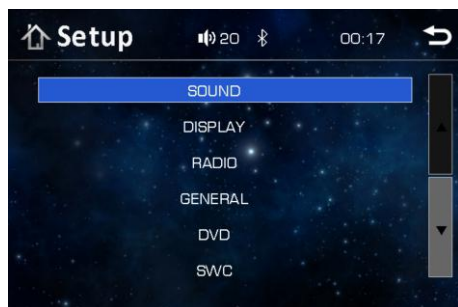 Setup 20 00:17
SOUND
DISPLAY
RADIO
GENERAL
DVD
SWC